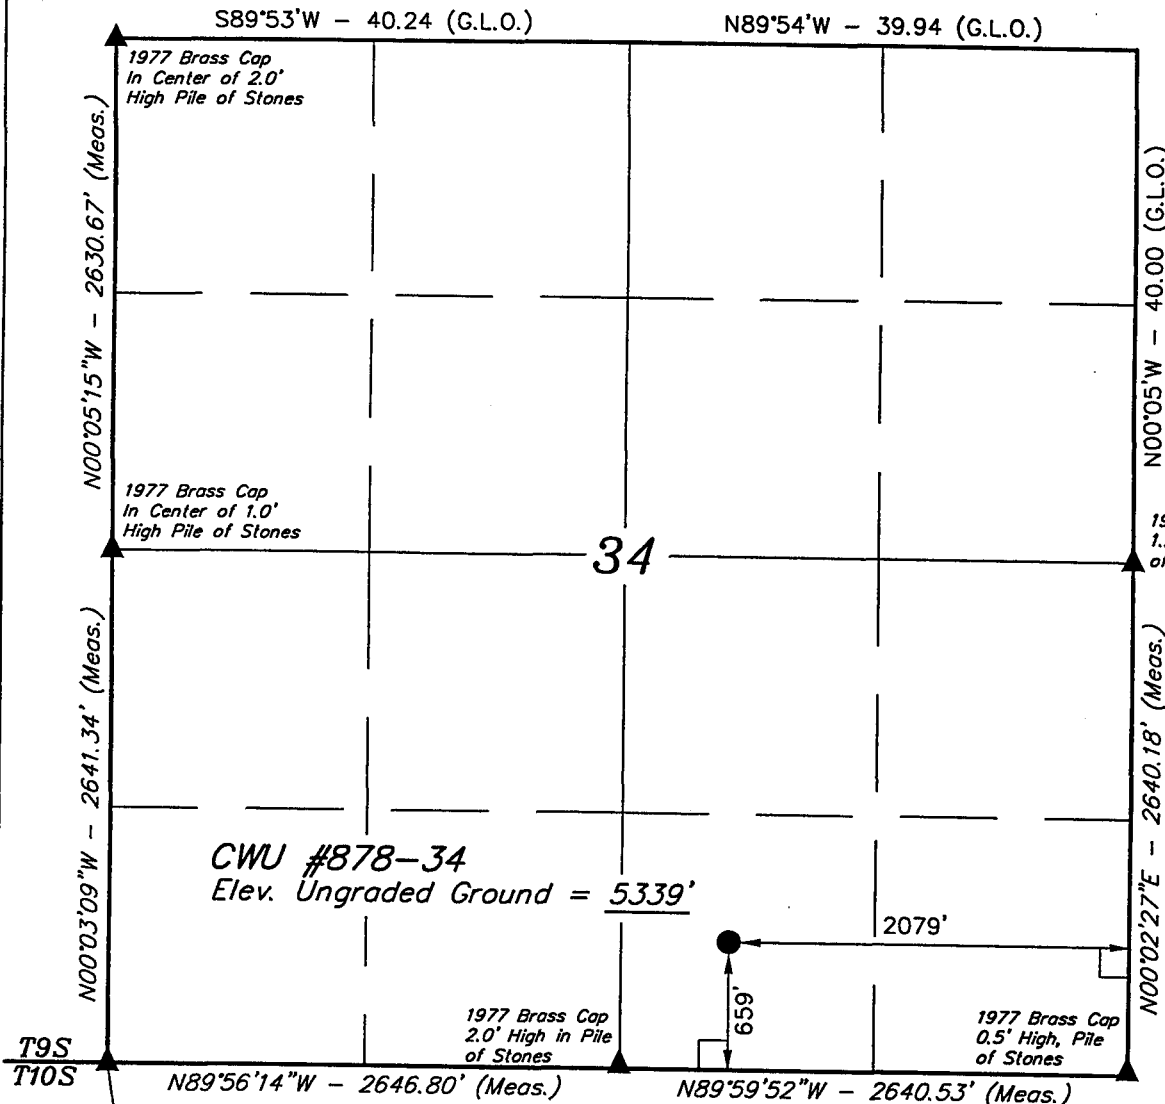 S89°53'W - 40.24 (G.L.O.)
N89°54'W - 39.94 (G.L.O.)
1977 Brass Cap
In Center of 2.0'
High Pile of Stones
N00°05'15"W - 2630.67' (Meas.)
N00°05'W - 40.00 (G.L.O.)
1977 Brass Cap
In Center of 1.0'
High Pile of Stones
34
N00°03'09"W - 2641.34' (Meas.)
N00°02'27"E - 2640.18' (Meas.)
CWU #878-34
Elev. Ungraded Ground = 5339'
2079'
659'
1977 Brass Cap
2.0' High in Pile
of Stones
1977 Brass Cap
0.5' High, Pile
of Stones
T9S
T10S
N89°56'14"W - 2646.80' (Meas.)
N89°59'52"W - 2640.53' (Meas.)